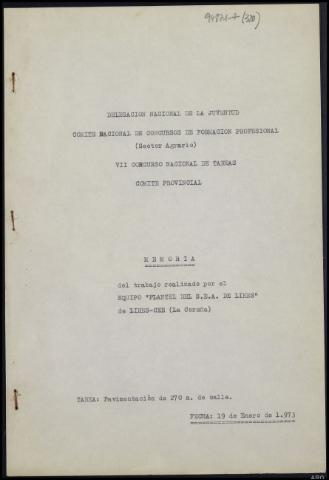 DELEGACION NACIONAL DE LA JUVENTUD
COMITE NACIONAL DE CONCURSOS DE FORMACION PROFESIONAL
(Sector Agrario)
VII CONCURSO NACIONAL DE TAREAS
COMITE PROVINCIAL
MEMORIA
del trabajo realizado por el
EQUIPO "PLANTEL DEL S.E.A. DE LIRES"
de LIRES-CEE (La Coruña)
TAREA: Pavimentación de 270 m. de calle.
FECHA: 19 de Enero de 1.973